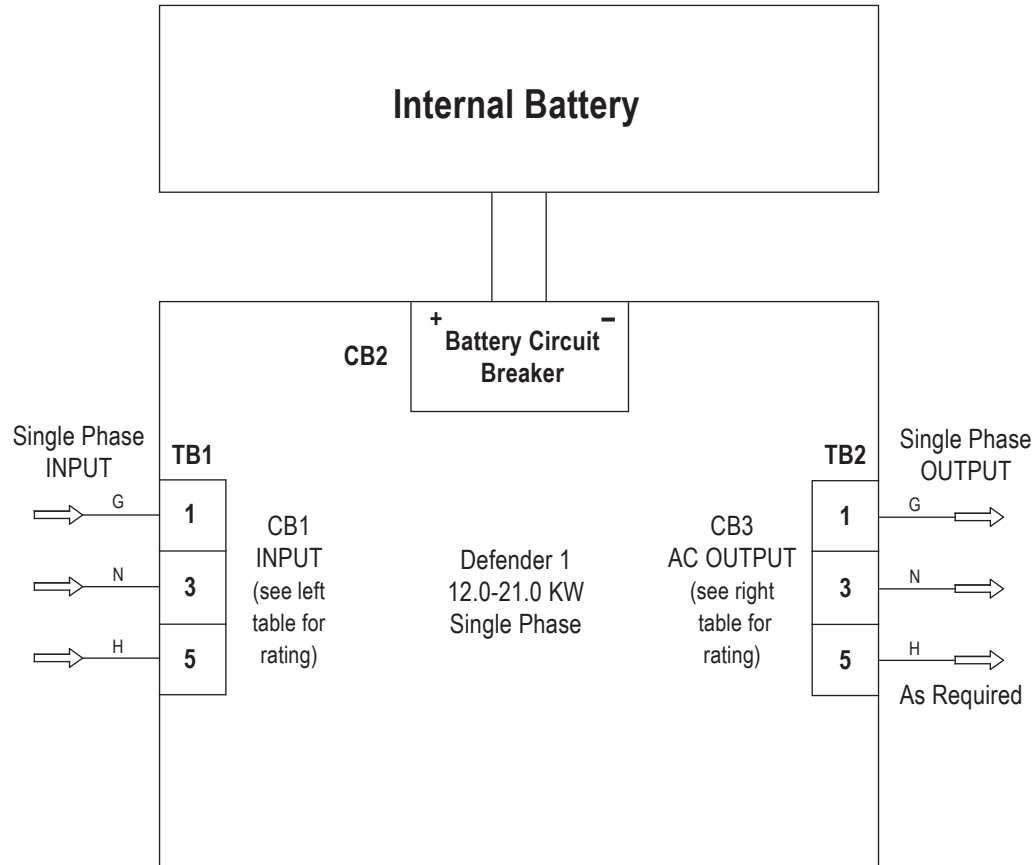 Internal Battery
+
−
Battery Circuit
Breaker
CB2
Single Phase
INPUT
TB1
G
1
N
3
H
5
CB1
INPUT
(see left
table for
rating)
Defender 1
12.0-21.0 KW
Single Phase
CB3
AC OUTPUT
(see right
table for
rating)
TB2
1
3
5
Single Phase
OUTPUT
G
N
H
As Required